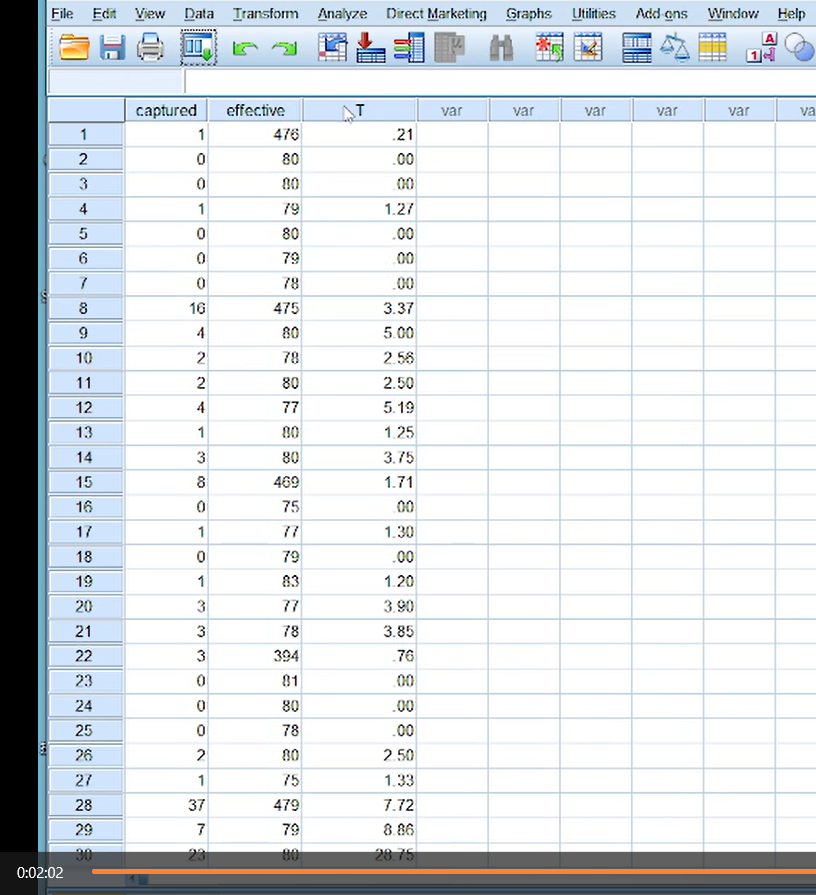 File Edit View Data Transform Analyze Direct Marketing Graphs Utilities Add-ons Window Help
captured effective T var var var var var va
1 1 476 .21
2 0 80 .00
3 0 80 .00
4 1 79 1.27
5 0 80 .00
6 0 79 .00
7 0 78 .00
8 16 475 3.37
9 4 80 5.00
10 2 78 2.56
11 2 80 2.50
12 4 77 5.19
13 1 80 1.25
14 3 80 3.75
15 8 469 1.71
16 0 75 .00
17 1 77 1.30
18 0 79 .00
19 1 83 1.20
20 3 77 3.90
21 3 78 3.85
22 3 394 .76
23 0 81 .00
24 0 80 .00
25 0 78 .00
26 2 80 2.50
27 1 75 1.33
28 37 479 7.72
29 7 79 8.86
30 23 80 28.75
0:02:02